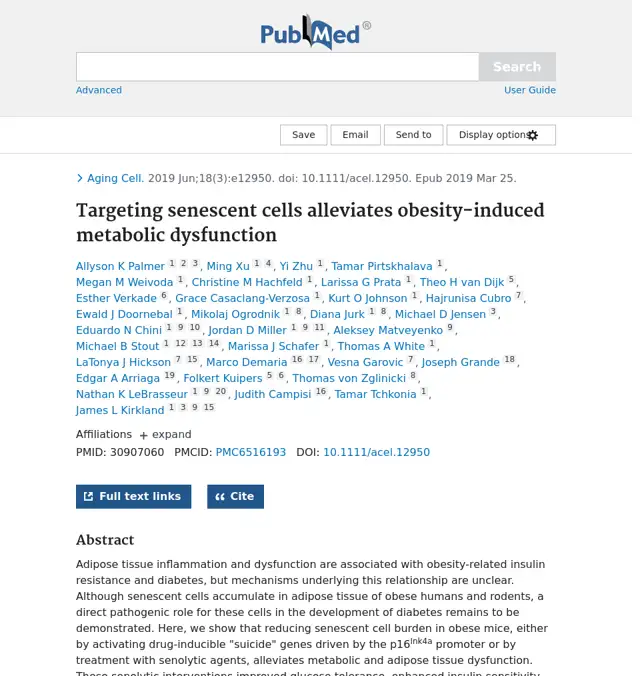 PubMed®
Search
Advanced User Guide
Save Email Send to Display options
Aging Cell. 2019 Jun;18(3):e12950. doi: 10.1111/acel.12950. Epub 2019 Mar 25.
Targeting senescent cells alleviates obesity-induced
metabolic dysfunction
Allyson K Palmer 1 2 3, Ming Xu 1 4, Yi Zhu 1, Tamar Pirtskhalava 1,
Megan M Weivoda 1, Christine M Hachfeld 1, Larissa G Prata 1, Theo H van Dijk 5,
Esther Verkade 6, Grace Casaclang-Verzosa 1, Kurt O Johnson 1, Hajrunisa Cubro 7,
Ewald J Doornebal 1, Mikolaj Ogrodnik 1 8, Diana Jurk 1 8, Michael D Jensen 3,
Eduardo N Chini 1 9 10, Jordan D Miller 1 9 11, Aleksey Matveyenko 9,
Michael B Stout 1 12 13 14, Marissa J Schafer 1, Thomas A White 1,
LaTonya J Hickson 7 15, Marco Demaria 16 17, Vesna Garovic 7, Joseph Grande 18,
Edgar A Arriaga 19, Folkert Kuipers 5 6, Thomas von Zglinicki 8,
Nathan K LeBrasseur 1 9 20, Judith Campisi 16, Tamar Tchkonia 1,
James L Kirkland 1 3 9 15
Affiliations + expand
PMID: 30907060 PMCID: PMC6516193 DOI: 10.1111/acel.12950
Full text links Cite
Abstract
Adipose tissue inflammation and dysfunction are associated with obesity-related insulin
resistance and diabetes, but mechanisms underlying this relationship are unclear.
Although senescent cells accumulate in adipose tissue of obese humans and rodents, a
direct pathogenic role for these cells in the development of diabetes remains to be
demonstrated. Here, we show that reducing senescent cell burden in obese mice, either
by activating drug-inducible "suicide" genes driven by the p16Ink4a promoter or by
treatment with senolytic agents, alleviates metabolic and adipose tissue dysfunction.
These senolytic interventions improved glucose tolerance, enhanced insulin sensitivity,